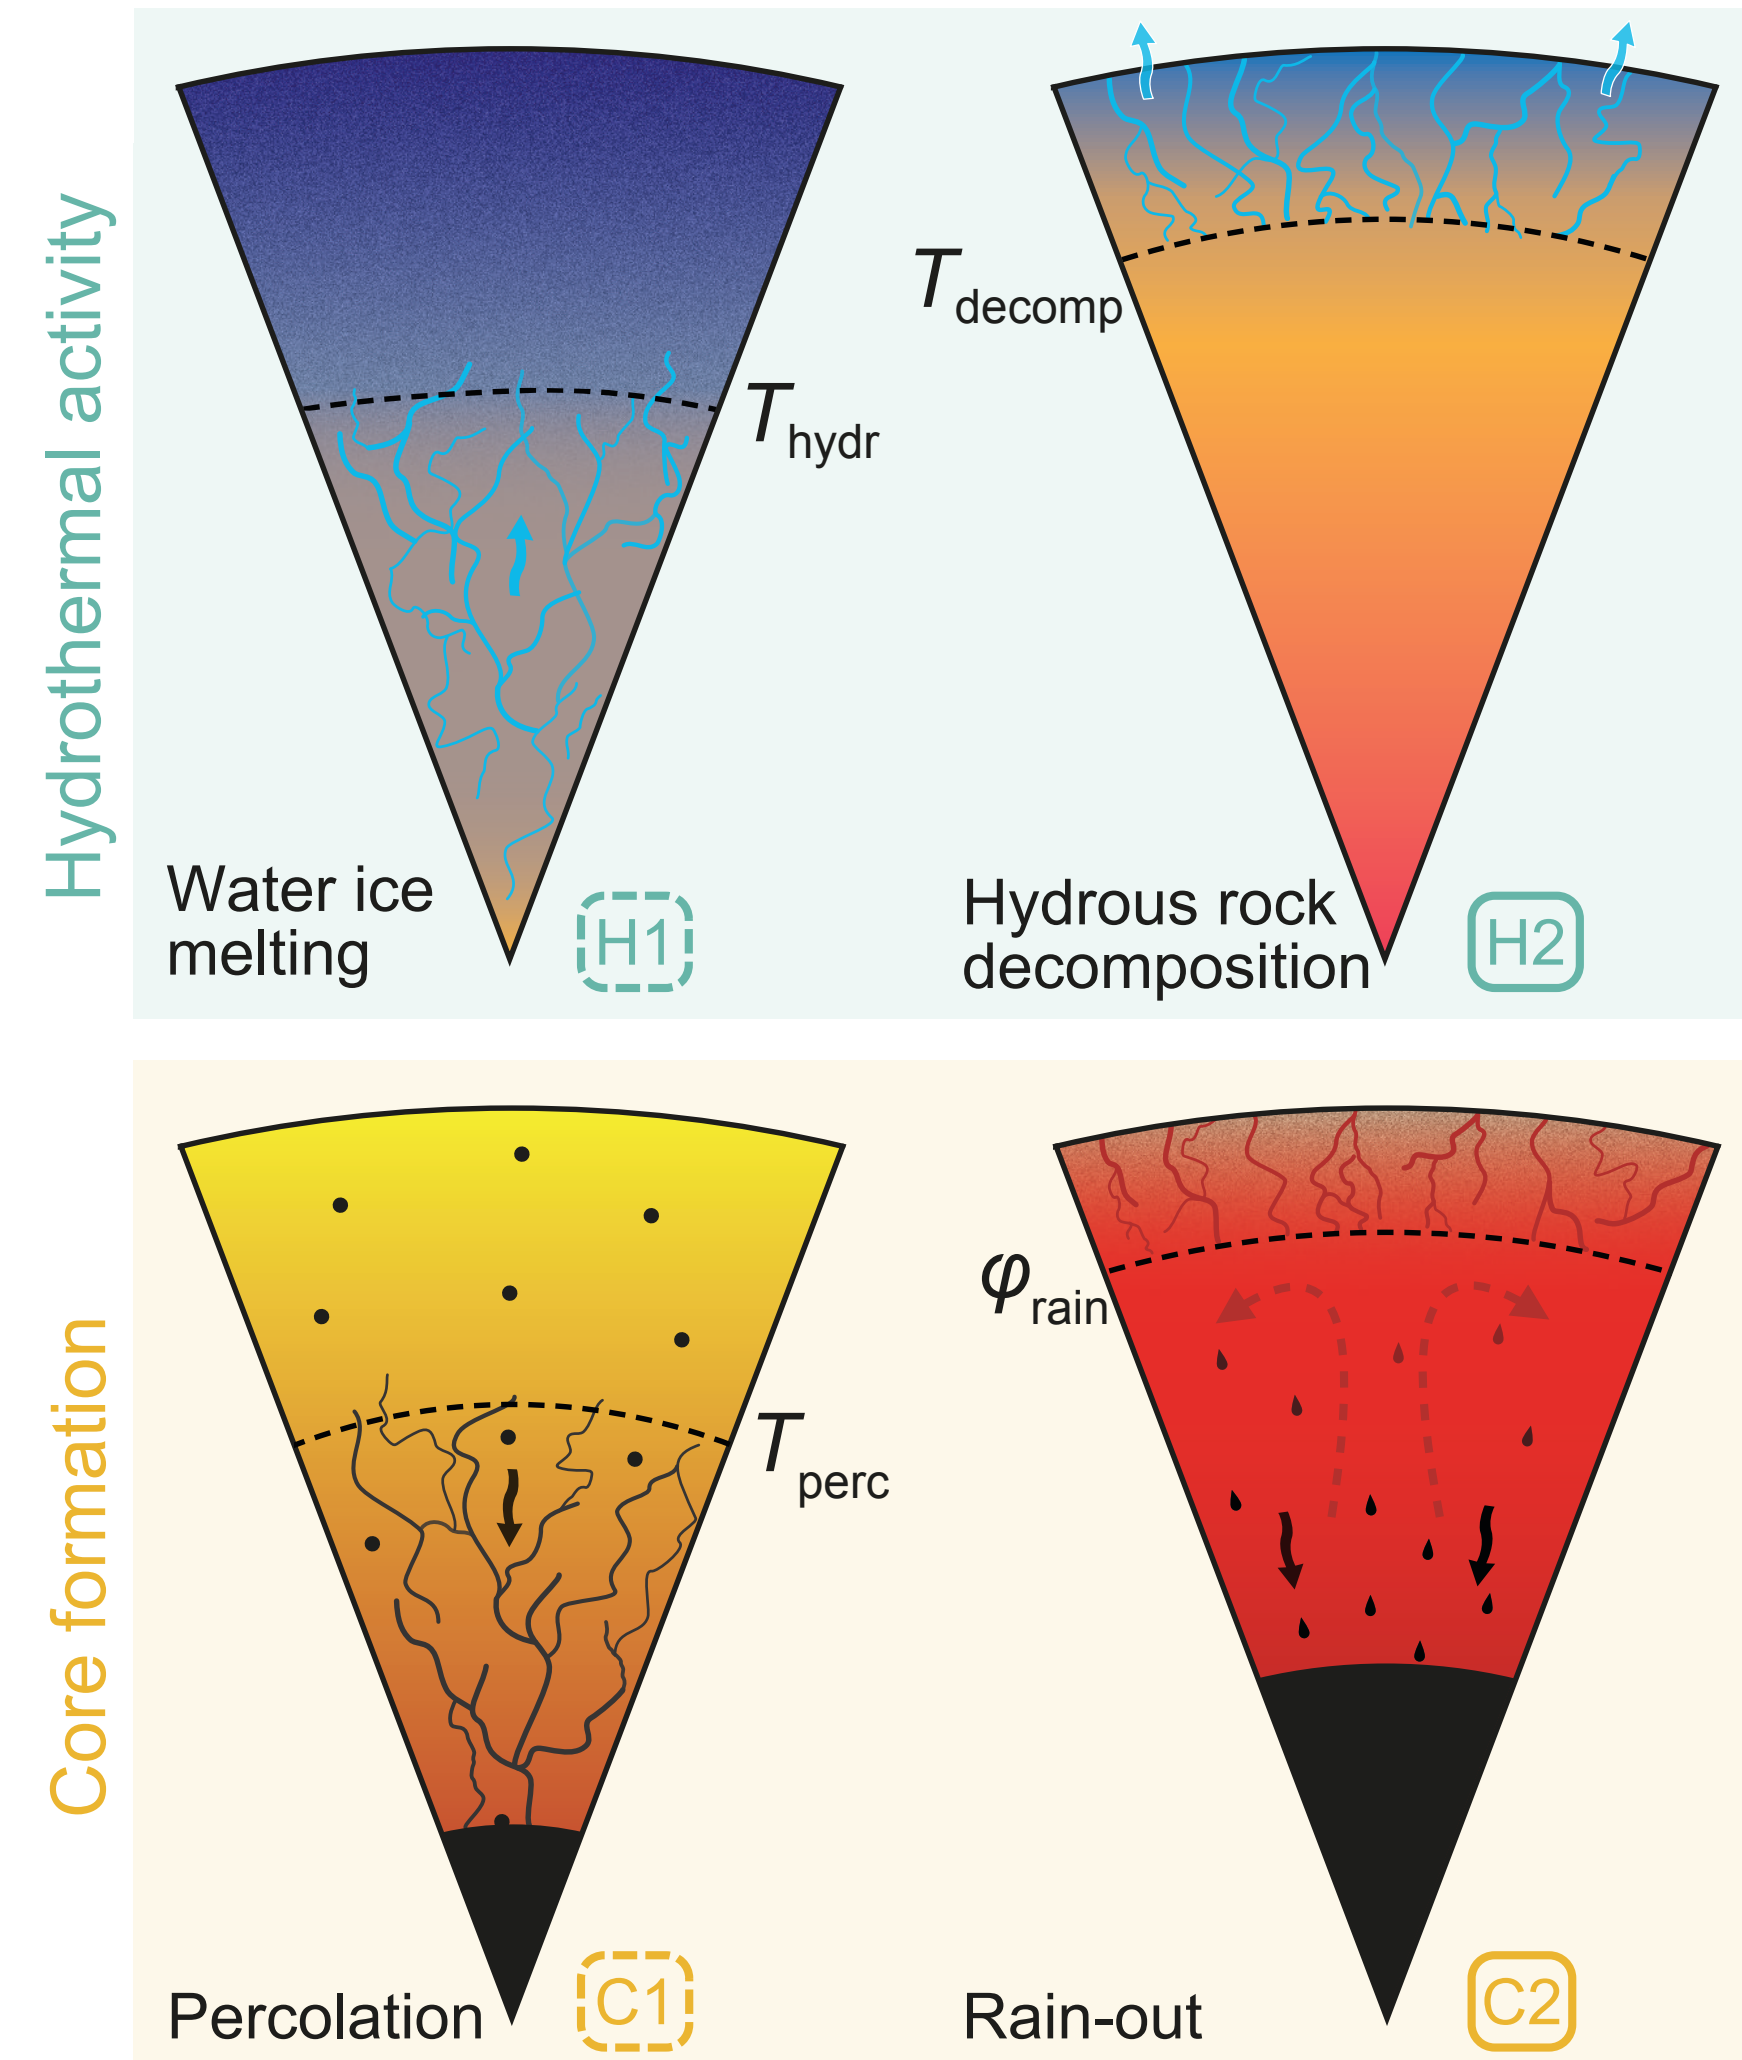 Hydrothermal activity
T decomp
T hydr
Water ice
melting
H1
Hydrous rock
decomposition
H2
Core formation
φ rain
T perc
Percolation
C1
Rain-out
C2